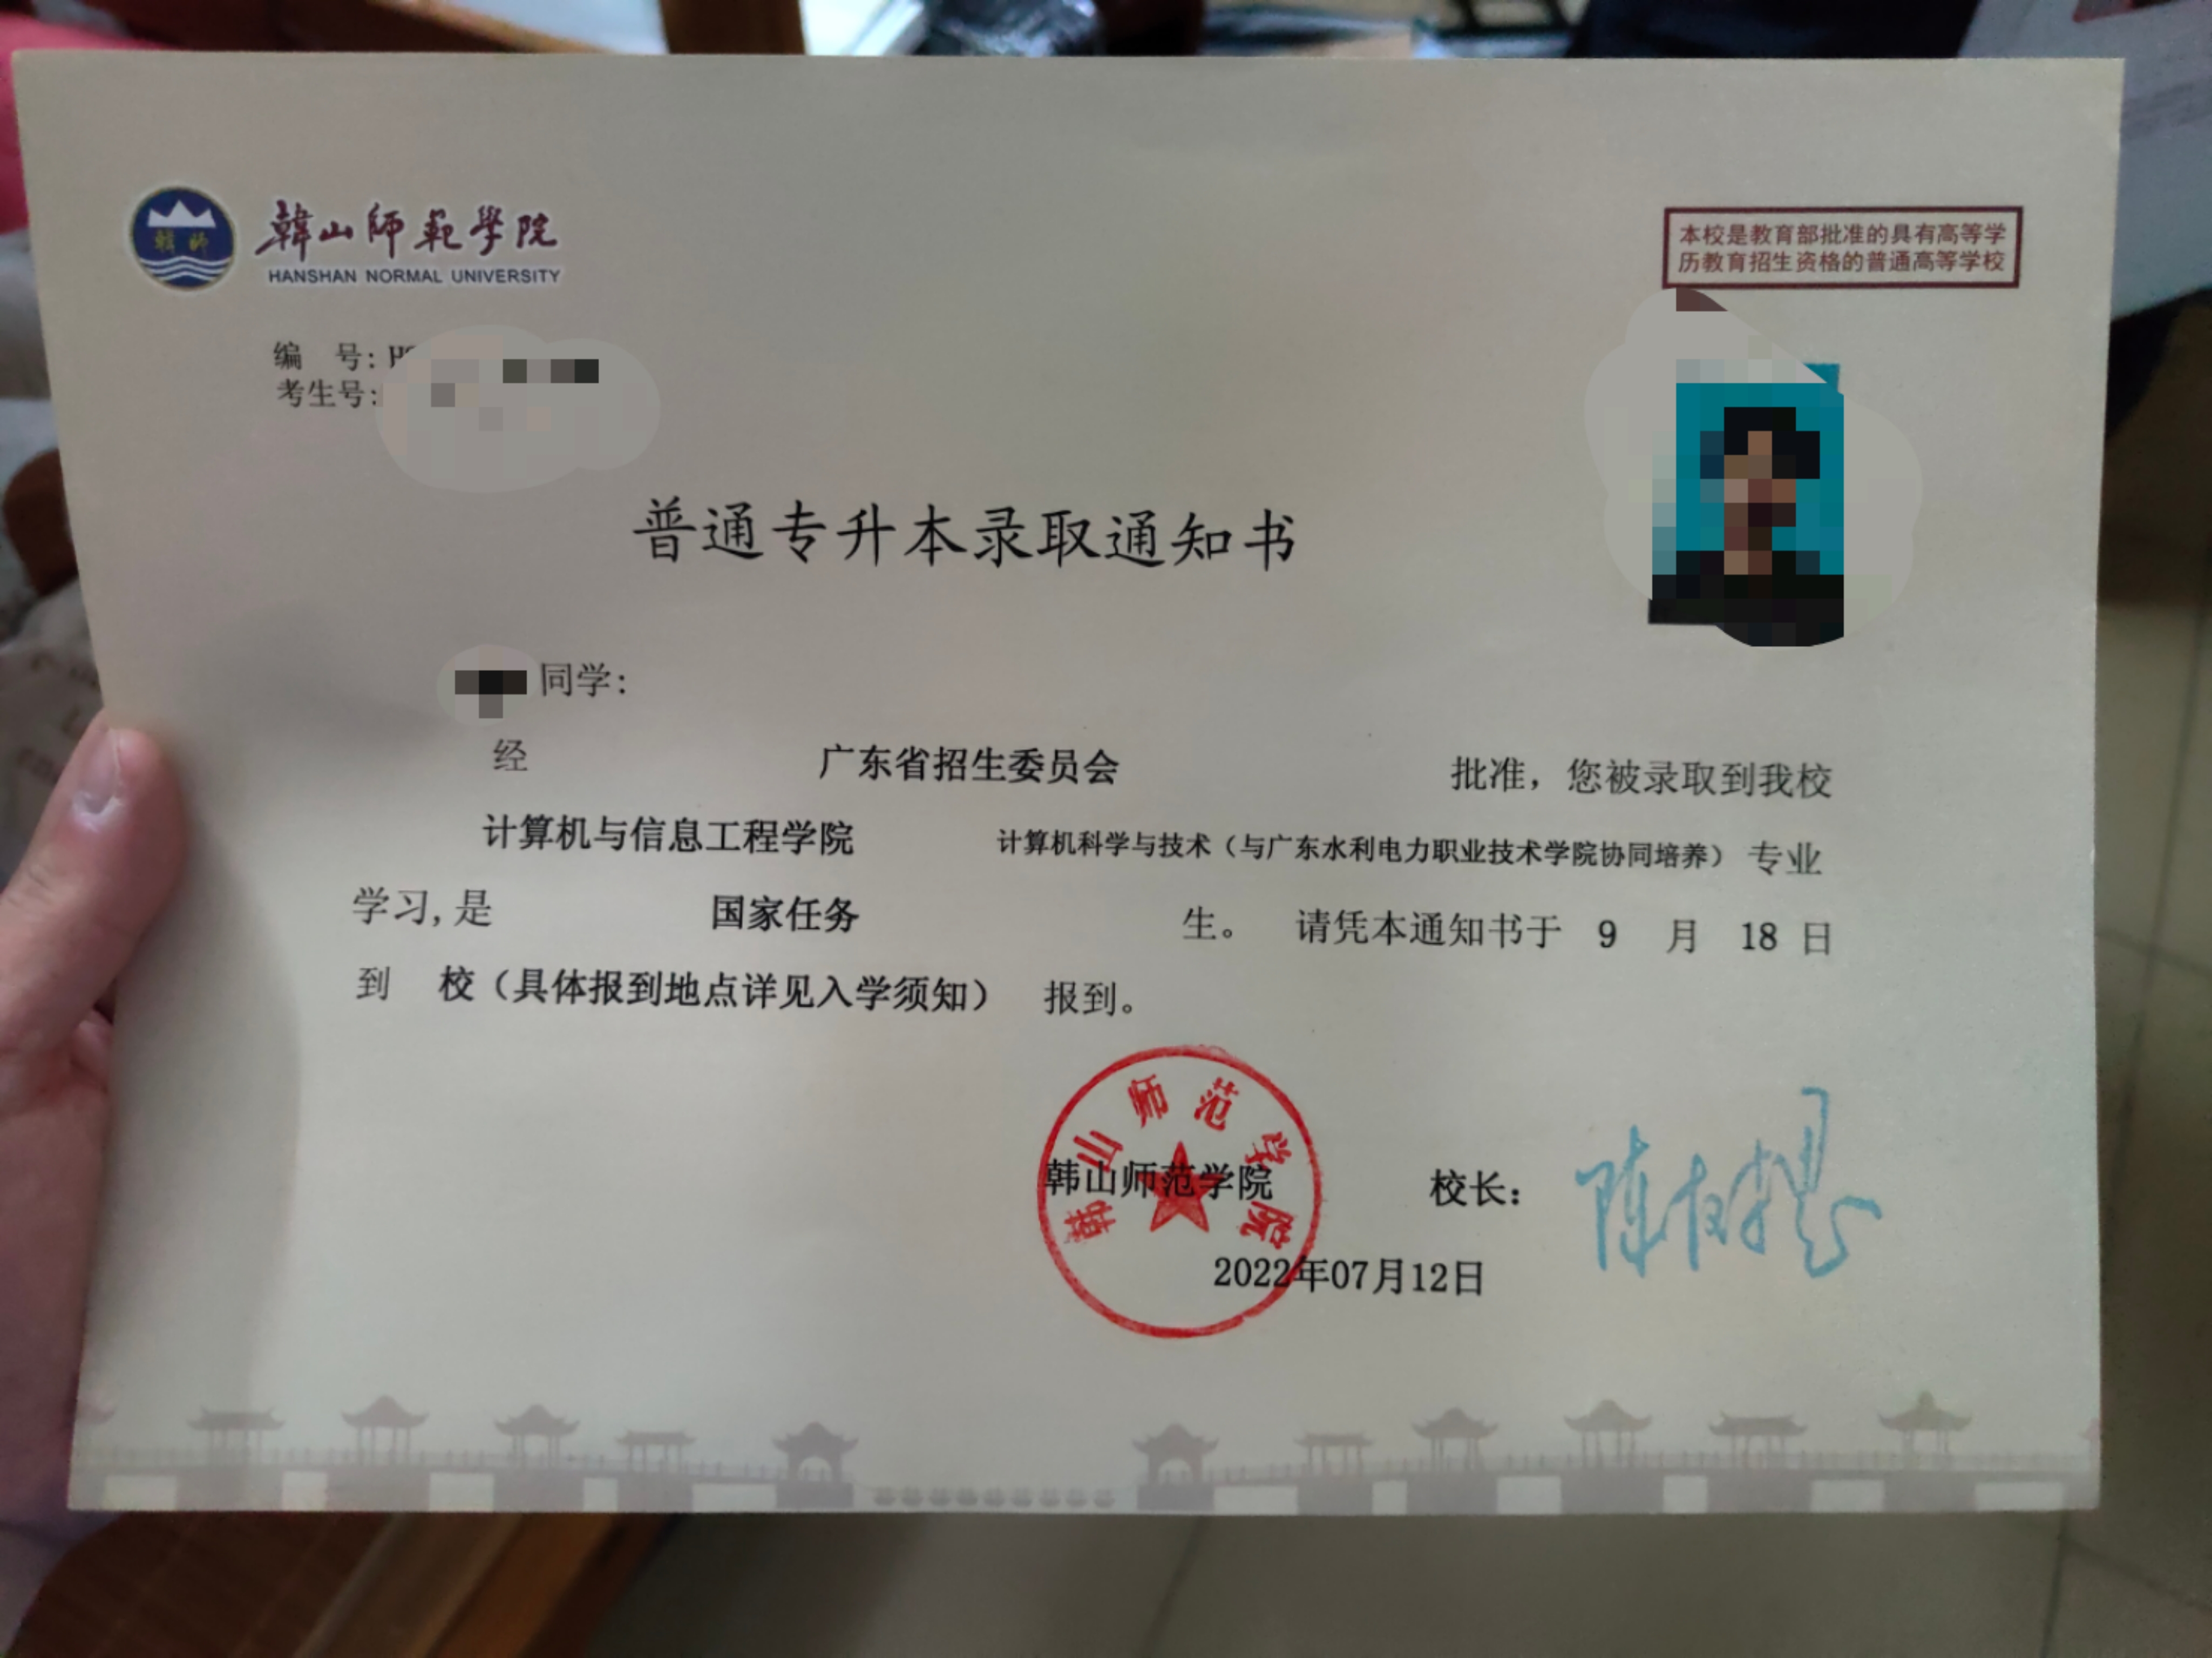 韩师
韓山师範學院
HANSHAN NORMAL UNIVERSITY
本校是教育部批准的具有高等学
历教育招生资格的普通高等学校
编 号:
考生号:
普通专升本录取通知书
同学:
经 广东省招生委员会 批准，您被录取到我校
计算机与信息工程学院 计算机科学与技术（与广东水利电力职业技术学院协同培养） 专业
学习,是 国家任务 生。 请凭本通知书于 9 月 18 日
到 校（具体报到地点详见入学须知） 报到。
韩山师范学院
韩山师范学院 校长：
2022年07月12日